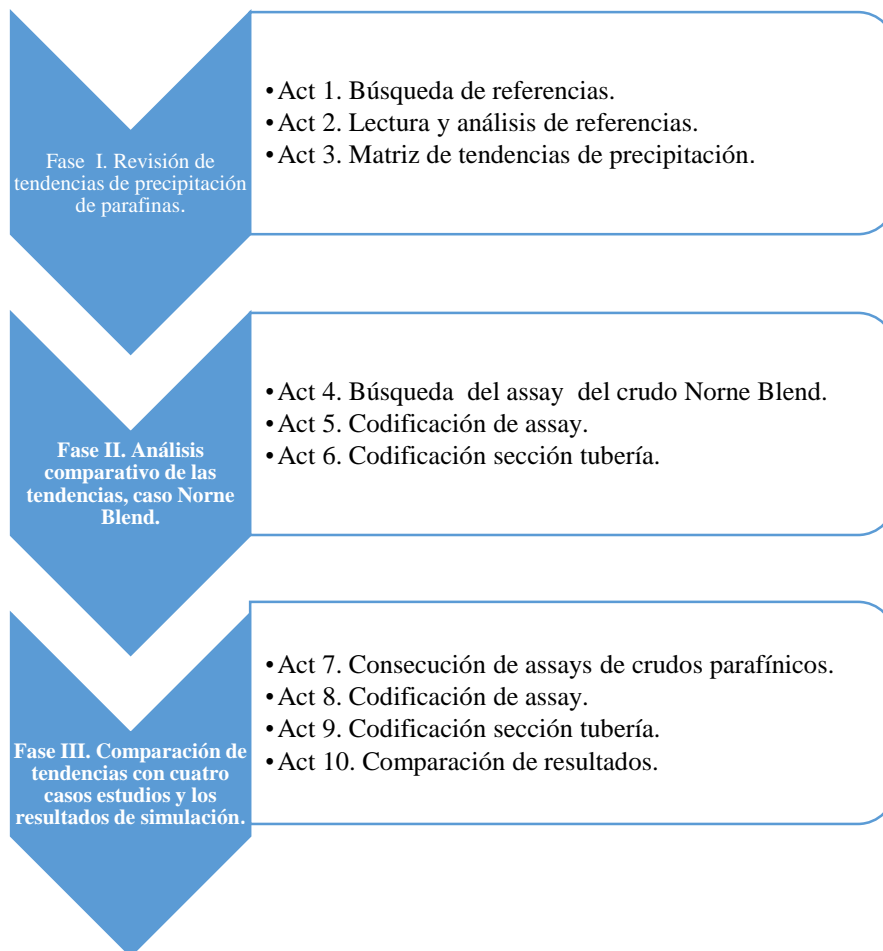 Fase I. Revisión de
tendencias de precipitación
de parafinas.
•Act 1. Búsqueda de referencias.
•Act 2. Lectura y análisis de referencias.
•Act 3. Matriz de tendencias de precipitación.
Fase II. Análisis
comparativo de las
tendencias, caso Norne
Blend.
•Act 4. Búsqueda del assay del crudo Norne Blend.
•Act 5. Codificación de assay.
•Act 6. Codificación sección tubería.
Fase III. Comparación de
tendencias con cuatro
casos estudios y los
resultados de simulación.
•Act 7. Consecución de assays de crudos parafínicos.
•Act 8. Codificación de assay.
•Act 9. Codificación sección tubería.
•Act 10. Comparación de resultados.